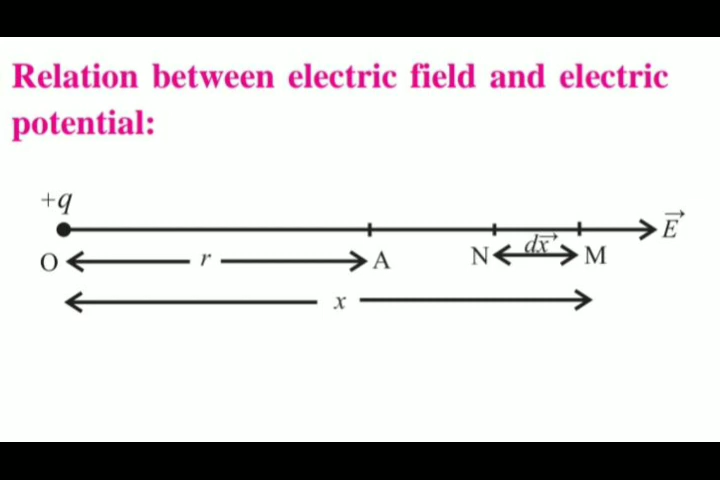 Relation between electric field and electric
potential:
+q
E⃗
O r A N dx⃗ M
x